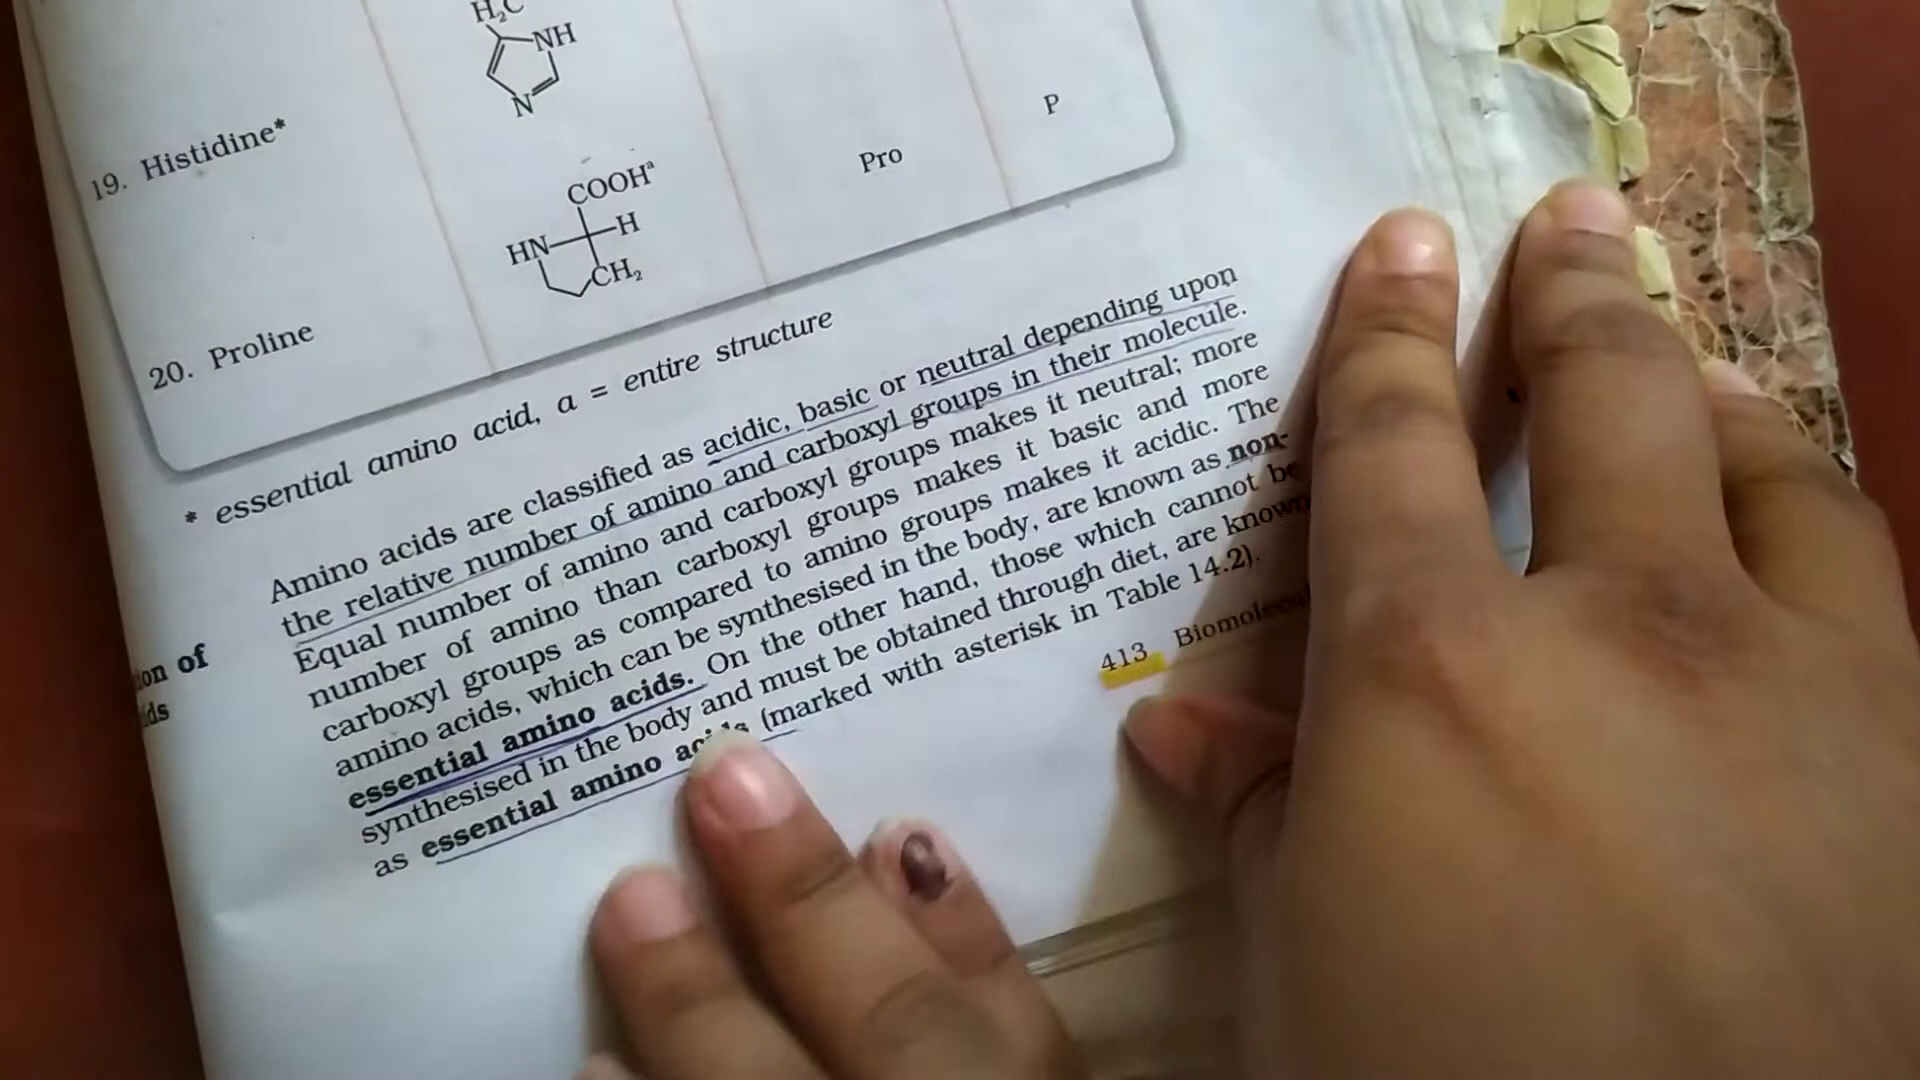 H₂C
NH
N
19. Histidine*
P
Pro
COOHᵃ
HN H
CH₂
20. Proline
* essential amino acid, a = entire structure
Amino acids are classified as acidic, basic or neutral depending upon
the relative number of amino and carboxyl groups in their molecule.
Equal number of amino and carboxyl groups makes it neutral; more
number of amino than carboxyl groups makes it basic and more
carboxyl groups as compared to amino groups makes it acidic. The
amino acids, which can be synthesised in the body, are known as non-
essential amino acids. On the other hand, those which cannot be
synthesised in the body and must be obtained through diet, are known
as essential amino acids (marked with asterisk in Table 14.2).
of
413